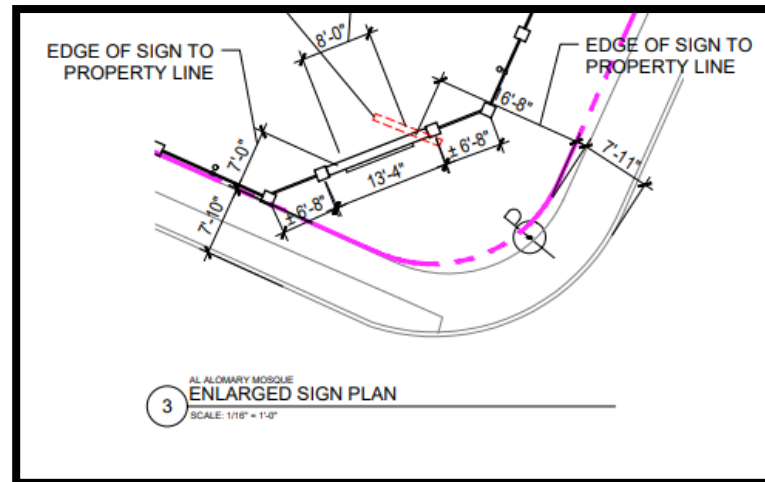 8'-0"
EDGE OF SIGN TO
PROPERTY LINE
EDGE OF SIGN TO
PROPERTY LINE
6'-8"
7'-11"
± 6'-8"
13'-4"
± 6'-8"
7'-0"
7'-10"
P
3
AL ALOMARY MOSQUE
ENLARGED SIGN PLAN
SCALE: 1/16" = 1'-0"